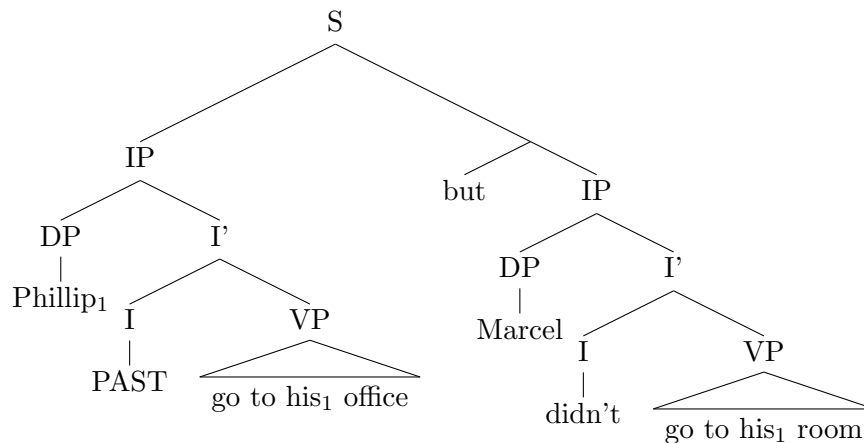 S
IP
but IP
DP I'
DP I'
Phillip₁ I VP
Marcel I VP
PAST go to his₁ office
didn't go to his₁ room